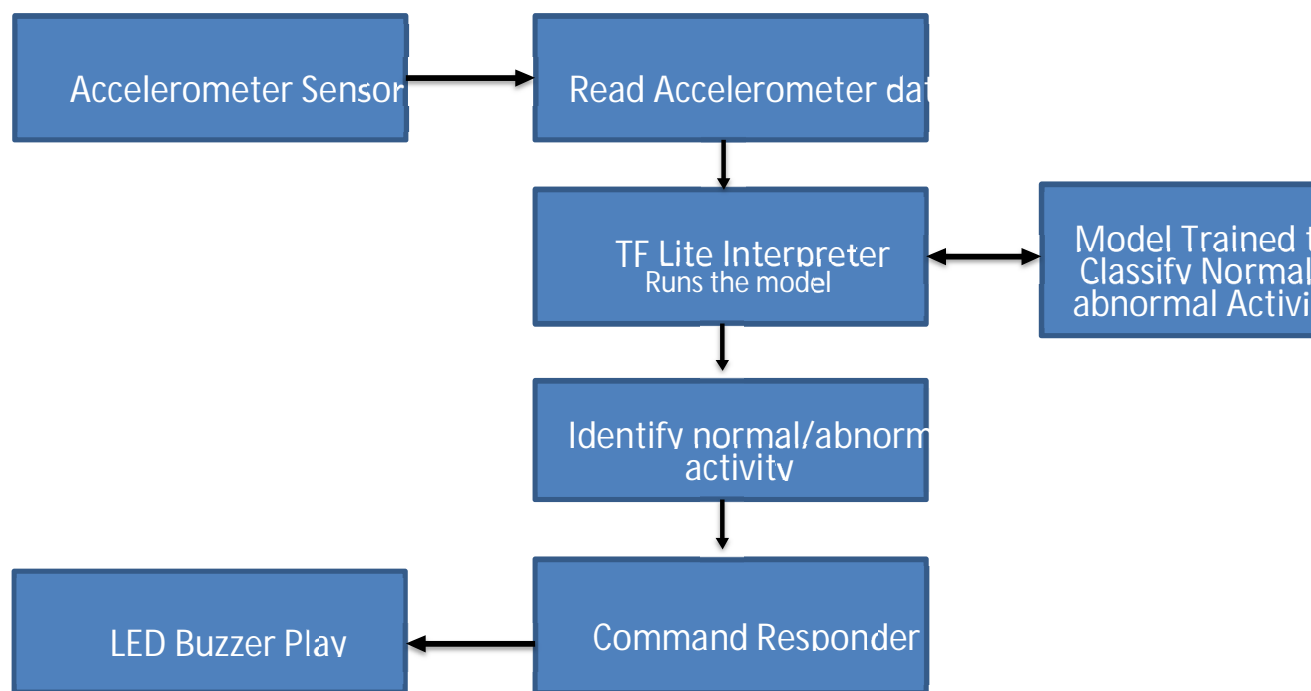 Accelerometer Sensor
Read Accelerometer dat
TF Lite Interpreter
Runs the model
Model Trained t
Classify Normal
abnormal Activi
Identify normal/abnorm
activity
Command Responder
LED Buzzer Play